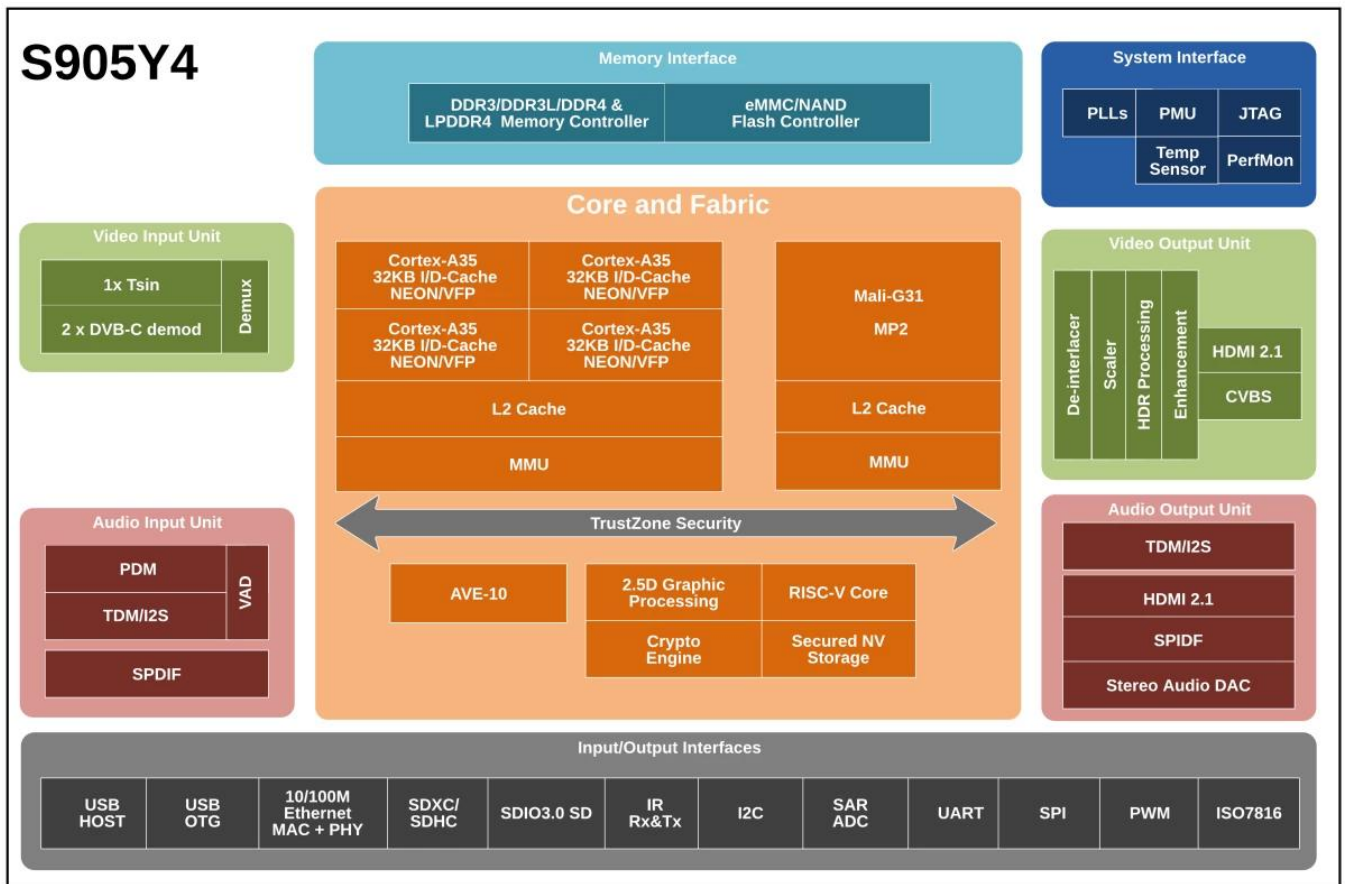 S905Y4
Memory Interface
DDR3/DDR3L/DDR4 &
LPDDR4 Memory Controller
eMMC/NAND
Flash Controller
System Interface
PLLs
PMU
JTAG
Temp
Sensor
PerfMon
Video Input Unit
1x Tsin
2 x DVB-C demod
Demux
Core and Fabric
Cortex-A35
32KB I/D-Cache
NEON/VFP
Cortex-A35
32KB I/D-Cache
NEON/VFP
Cortex-A35
32KB I/D-Cache
NEON/VFP
Cortex-A35
32KB I/D-Cache
NEON/VFP
L2 Cache
MMU
Mali-G31
MP2
L2 Cache
MMU
TrustZone Security
AVE-10
2.5D Graphic
Processing
RISC-V Core
Crypto
Engine
Secured NV
Storage
Video Output Unit
De-interlacer
Scaler
HDR Processing
Enhancement
HDMI 2.1
CVBS
Audio Input Unit
PDM
TDM/I2S
VAD
SPDIF
Audio Output Unit
TDM/I2S
HDMI 2.1
SPIDF
Stereo Audio DAC
Input/Output Interfaces
USB
HOST
USB
OTG
10/100M
Ethernet
MAC + PHY
SDXC/
SDHC
SDIO3.0 SD
IR
Rx&Tx
I2C
SAR
ADC
UART
SPI
PWM
ISO7816